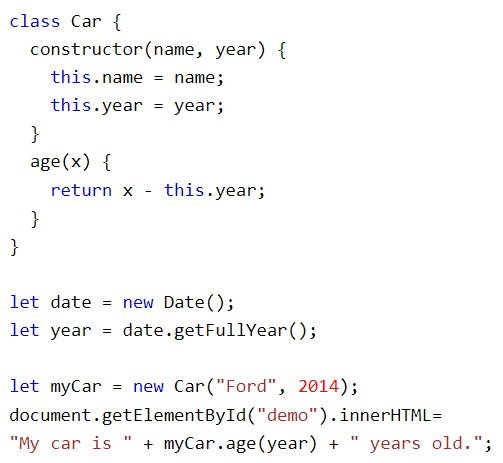 class Car {
  constructor(name, year) {
    this.name = name;
    this.year = year;
  }
  age(x) {
    return x - this.year;
  }
}

let date = new Date();
let year = date.getFullYear();

let myCar = new Car("Ford", 2014);
document.getElementById("demo").innerHTML=
"My car is " + myCar.age(year) + " years old.";